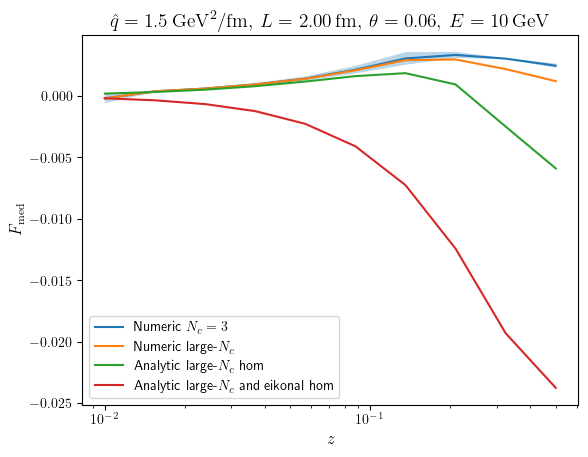 q̂ = 1.5 GeV²/fm, L = 2.00 fm, θ = 0.06, E = 10 GeV
F_med
0.000
−0.005
−0.010
−0.015
−0.020
−0.025
Numeric N_c = 3
Numeric large-N_c
Analytic large-N_c hom
Analytic large-N_c and eikonal hom
10⁻² 10⁻¹
z